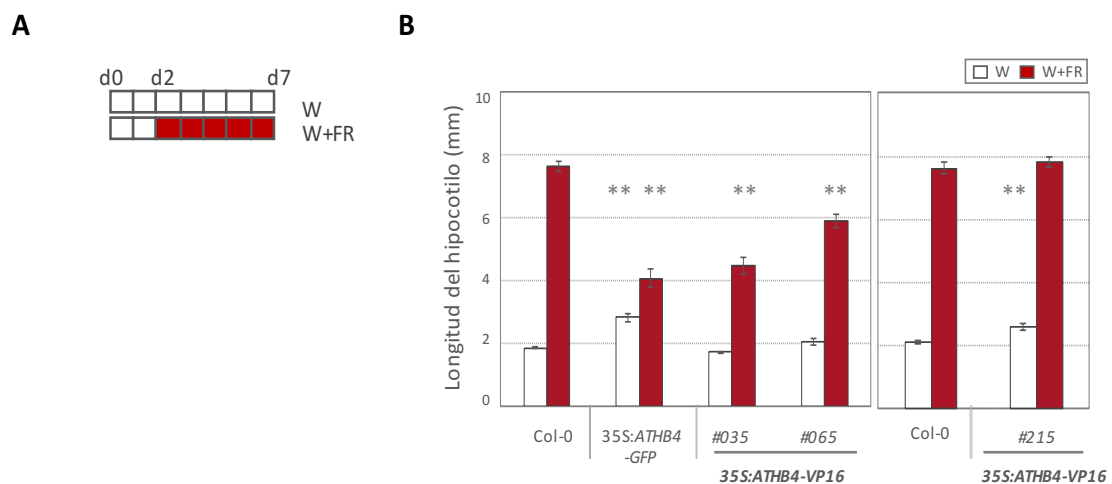 A
d0 d2 d7
W
W+FR
B
W W+FR
Longitud del hipocotilo (mm)
10
8
6
4
2
0
** ** ** ** **
Col-0
35S:ATHB4
-GFP
#035 #065
35S:ATHB4-VP16
Col-0
#215
35S:ATHB4-VP16